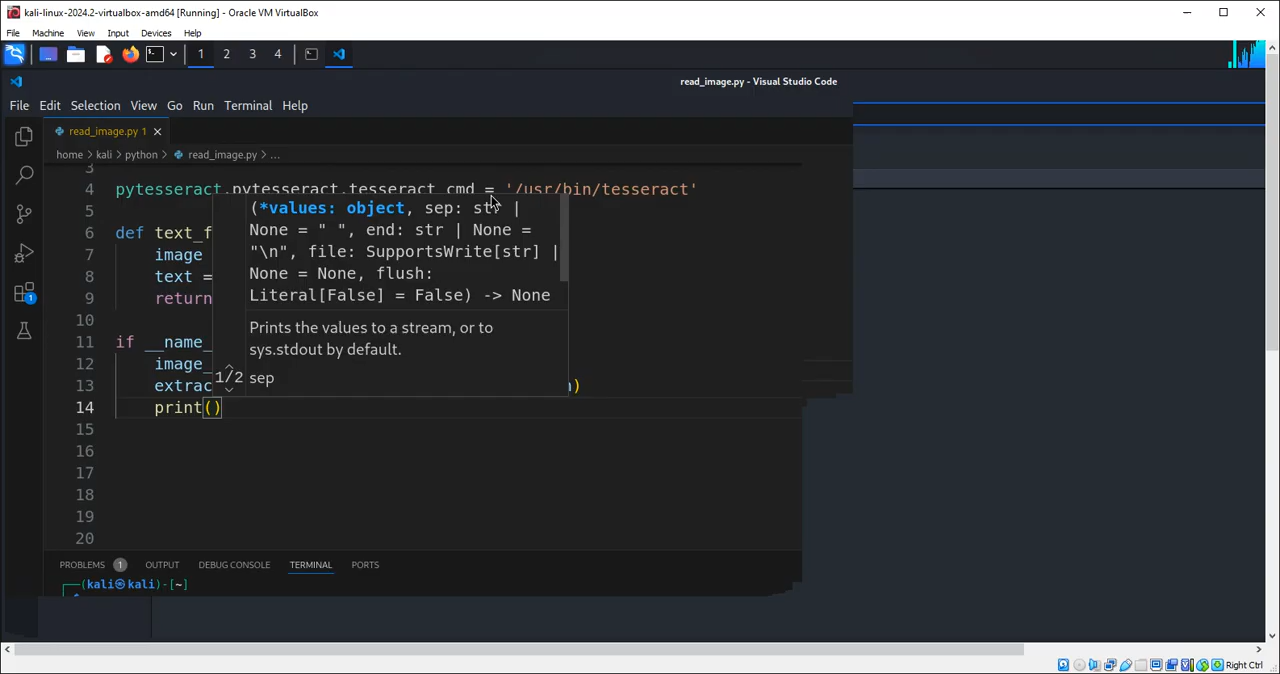 kali-linux-2024.2-virtualbox-amd64 [Running] - Oracle VM VirtualBox
File Machine View Input Devices Help
1 2 3 4
read_image.py - Visual Studio Code
File Edit Selection View Go Run Terminal Help
read_image.py 1
home > kali > python > read_image.py > ...
3
4 pytesseract.pytesseract.tesseract_cmd = '/usr/bin/tesseract'
5
(*values: object, sep: str |
6 def text_f
None = " ", end: str | None =
7 image
"\n", file: SupportsWrite[str] |
8 text =
None = None, flush:
9 return
Literal[False] = False) -> None
10
Prints the values to a stream, or to
11 if __name_
sys.stdout by default.
12 image_
1/2 sep
13 extrac )
14 print()
15
16
17
18
19
20
PROBLEMS 1 OUTPUT DEBUG CONSOLE TERMINAL PORTS
(kali㉿kali)-[~]
Right Ctrl